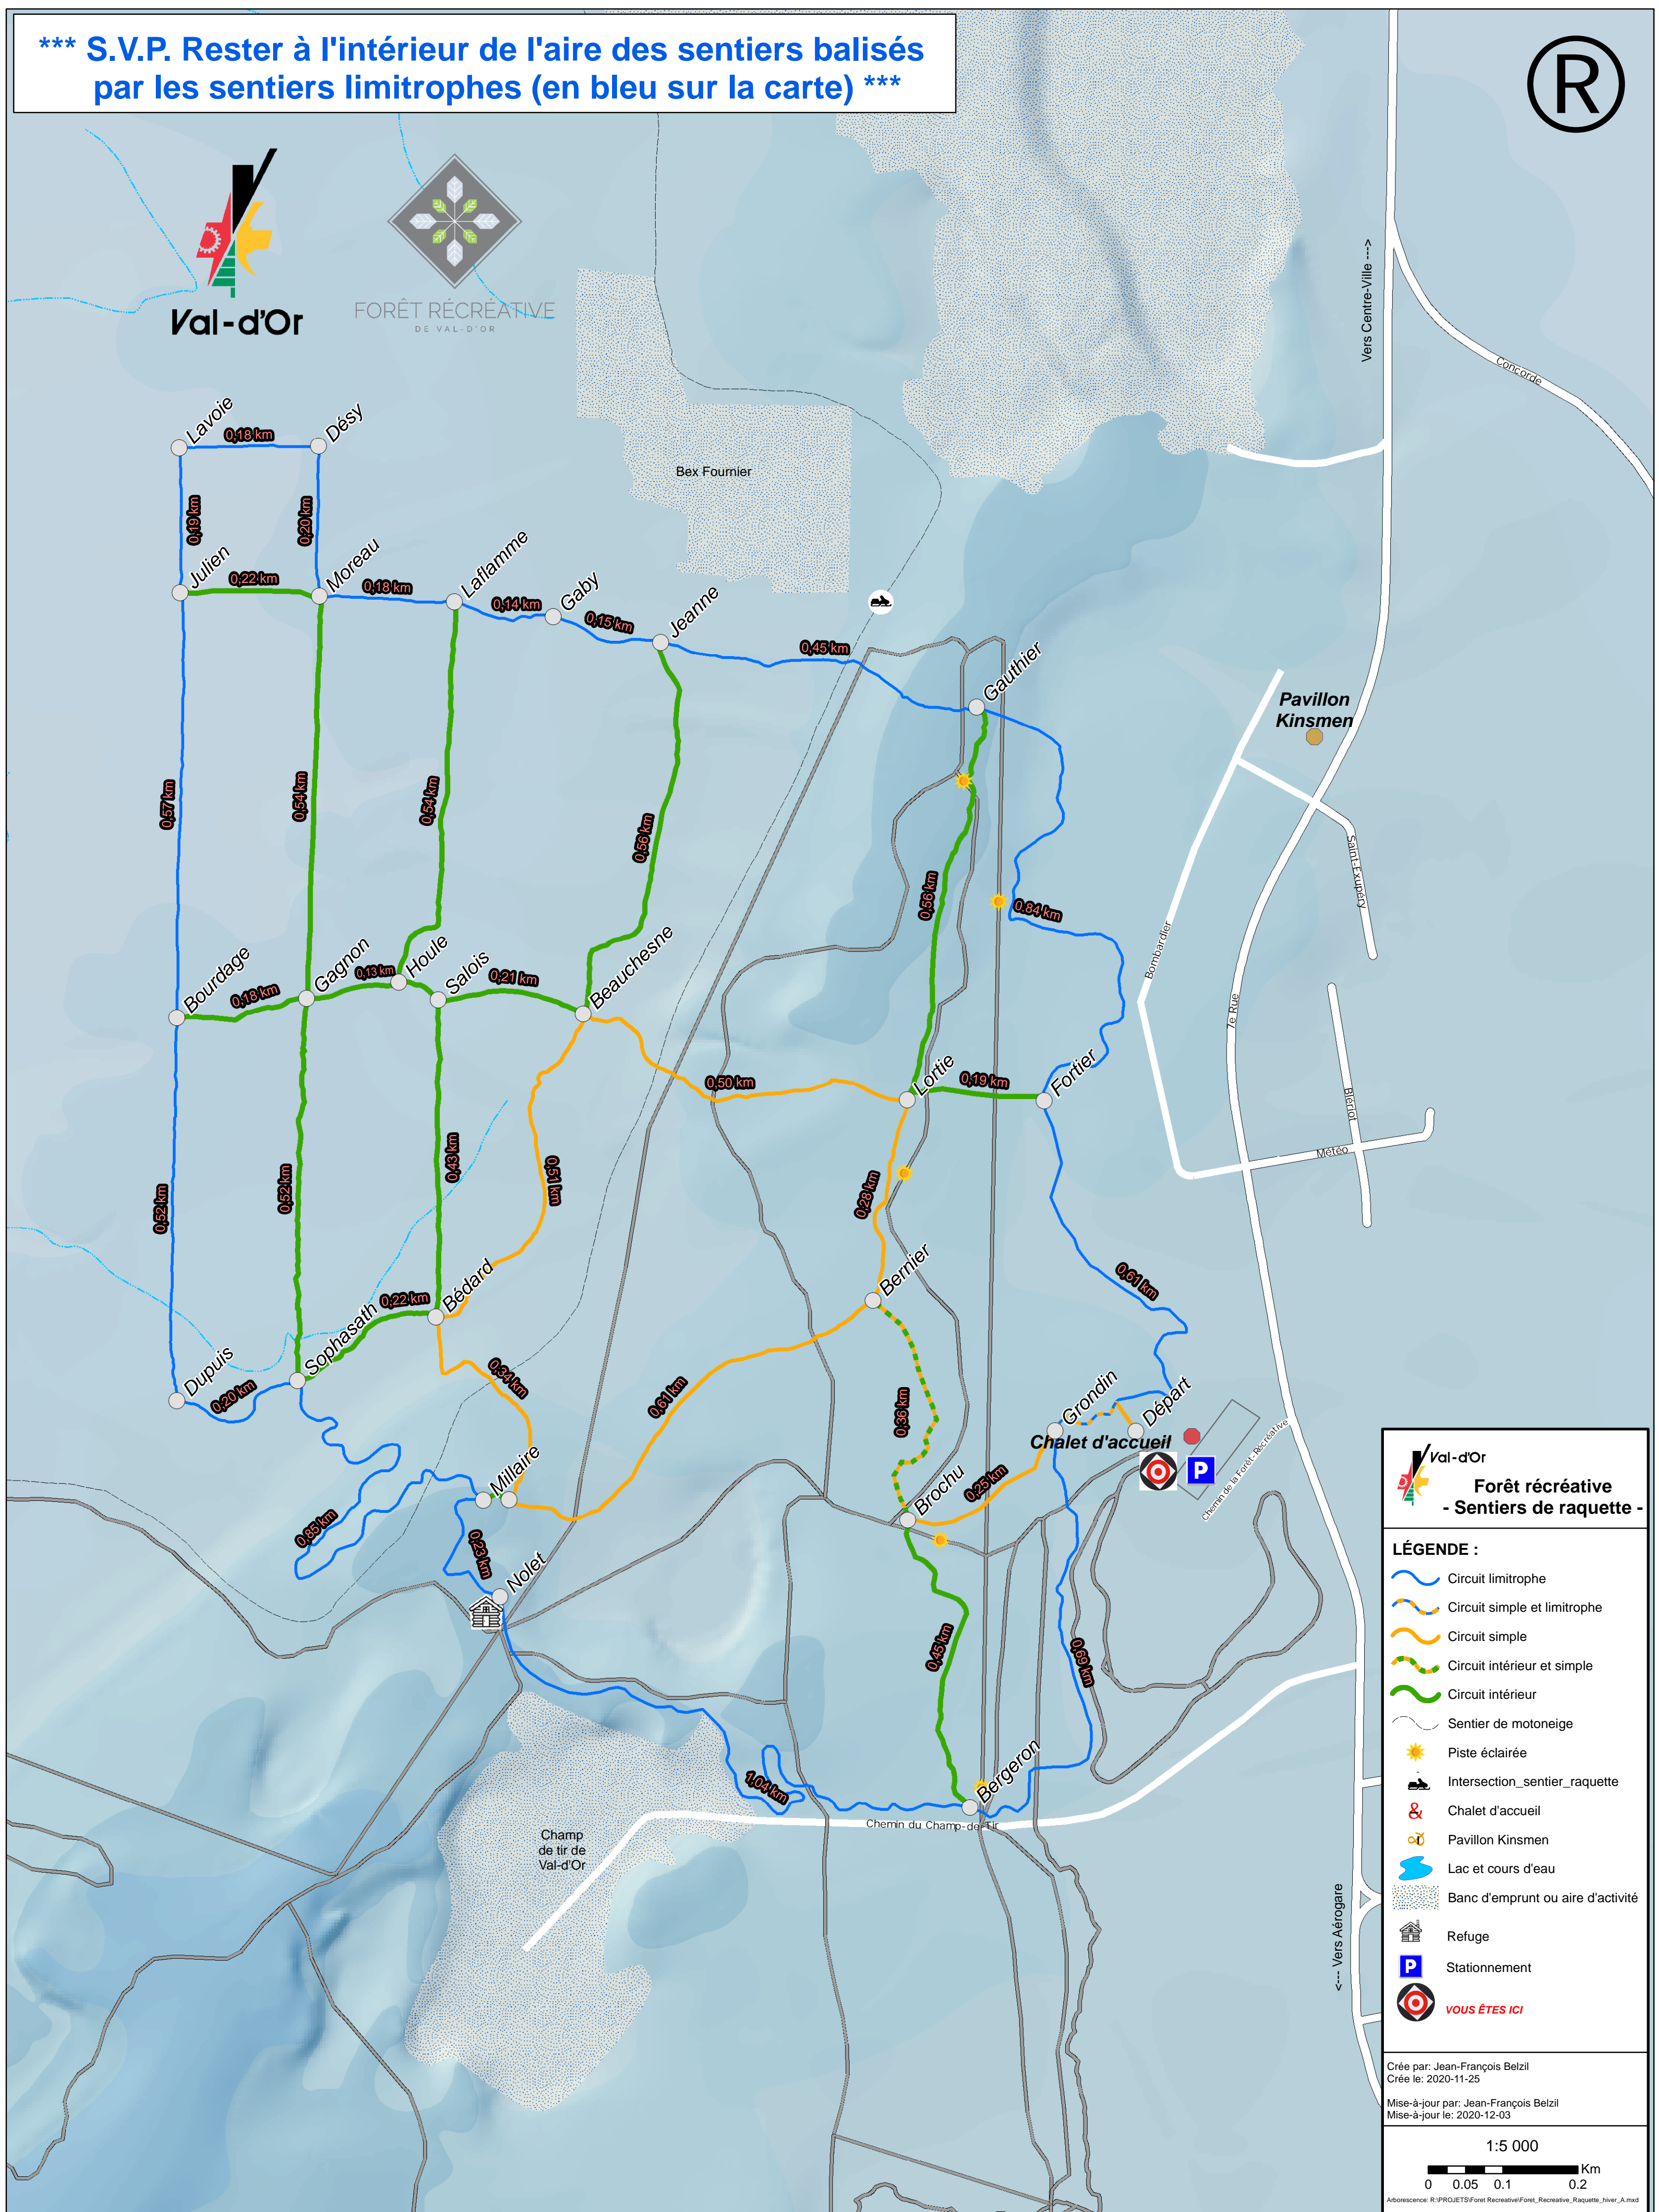 *** S.V.P. Rester à l'intérieur de l'aire des sentiers balisés
par les sentiers limitrophes (en bleu sur la carte) ***
R
Val-d'Or
FORÊT RÉCRÉATIVE
DE VAL-D'OR
Vers Centre-Ville --->
Concorde
Lavoie
0,18 km
Désy
Bex Fournier
0,19 km
0,20 km
Julien
0,22 km
Moreau
0,18 km
Laflamme
0,14 km
Gaby
0,15 km
Jeanne
0,45 km
Gauthier
Pavillon
Kinsmen
0,57 km
0,54 km
0,54 km
0,56 km
0,56 km
0.84 km
Saint-Exupéry
Bombardier
7e Rue
Bourdage
0,18 km
Gagnon
0,13 km
Houle
Salois
0,21 km
Beauchesne
0,50 km
Lortie
0,19 km
Fortier
Blériot
Météo
0,52 km
0,52 km
0,43 km
0,51 km
0,28 km
Bernier
0,61 km
Dupuis
0,20 km
Sophasath
0,22 km
Bédard
0,34 km
0,61 km
0,36 km
Grondin
Départ
Chalet d'accueil
P
Chemin de la Forêt-Récréative
Millaire
Brochu
0,25 km
0,85 km
0,23 km
Nolet
0,45 km
0,69 km
1,04 km
Bergeron
Chemin du Champ-de-Tir
Champ
de tir de
Val-d'Or
<--- Vers Aérogare
Val-d'Or
Forêt récréative
- Sentiers de raquette -
LÉGENDE :
Circuit limitrophe
Circuit simple et limitrophe
Circuit simple
Circuit intérieur et simple
Circuit intérieur
Sentier de motoneige
Piste éclairée
Intersection_sentier_raquette
Chalet d'accueil
Pavillon Kinsmen
Lac et cours d'eau
Banc d'emprunt ou aire d'activité
Refuge
P Stationnement
VOUS ÊTES ICI
Crée par: Jean-François Belzil
Crée le: 2020-11-25
Mise-à-jour par: Jean-François Belzil
Mise-à-jour le: 2020-12-03
1:5 000
Km
0 0.05 0.1 0.2
Arborescence: R:\PROJETS\Foret Recreative\Foret_Recreative_Raquette_hiver_A.mxd